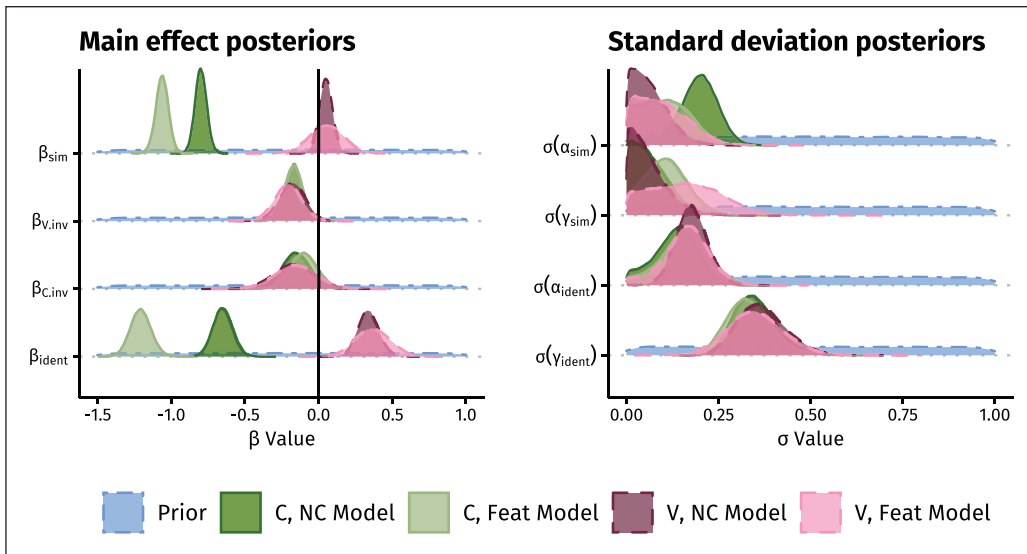 Main effect posteriors
βsim
βV.inv
βC.inv
βident
-1.5 -1.0 -0.5 0.0 0.5 1.0
β Value
Standard deviation posteriors
σ(αsim)
σ(γsim)
σ(αident)
σ(γident)
0.00 0.25 0.50 0.75 1.00
σ Value
Prior C, NC Model C, Feat Model V, NC Model V, Feat Model